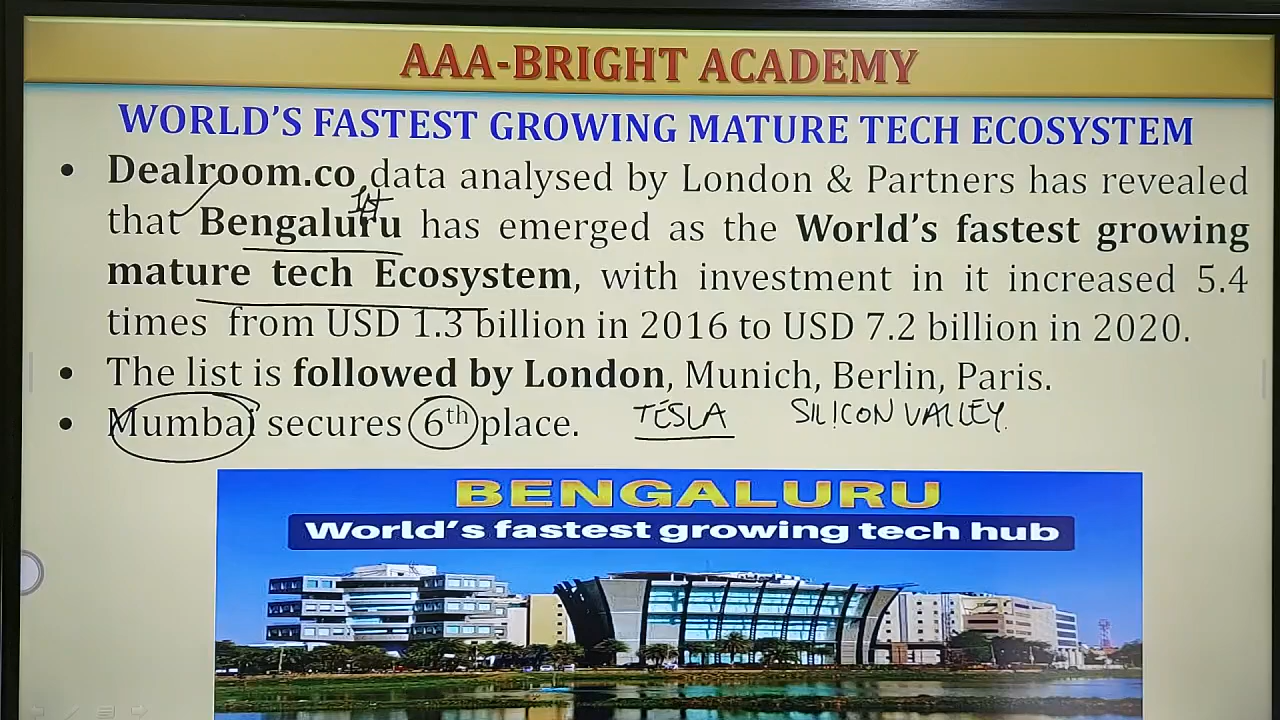 AAA-BRIGHT ACADEMY
WORLD'S FASTEST GROWING MATURE TECH ECOSYSTEM
• Dealroom.co data analysed by London & Partners has revealed
1st
that Bengaluru has emerged as the World's fastest growing
mature tech Ecosystem, with investment in it increased 5.4
times from USD 1.3 billion in 2016 to USD 7.2 billion in 2020.
• The list is followed by London, Munich, Berlin, Paris.
• Mumbai secures 6th place. TESLA SILICON VALLEY.
BENGALURU
World's fastest growing tech hub